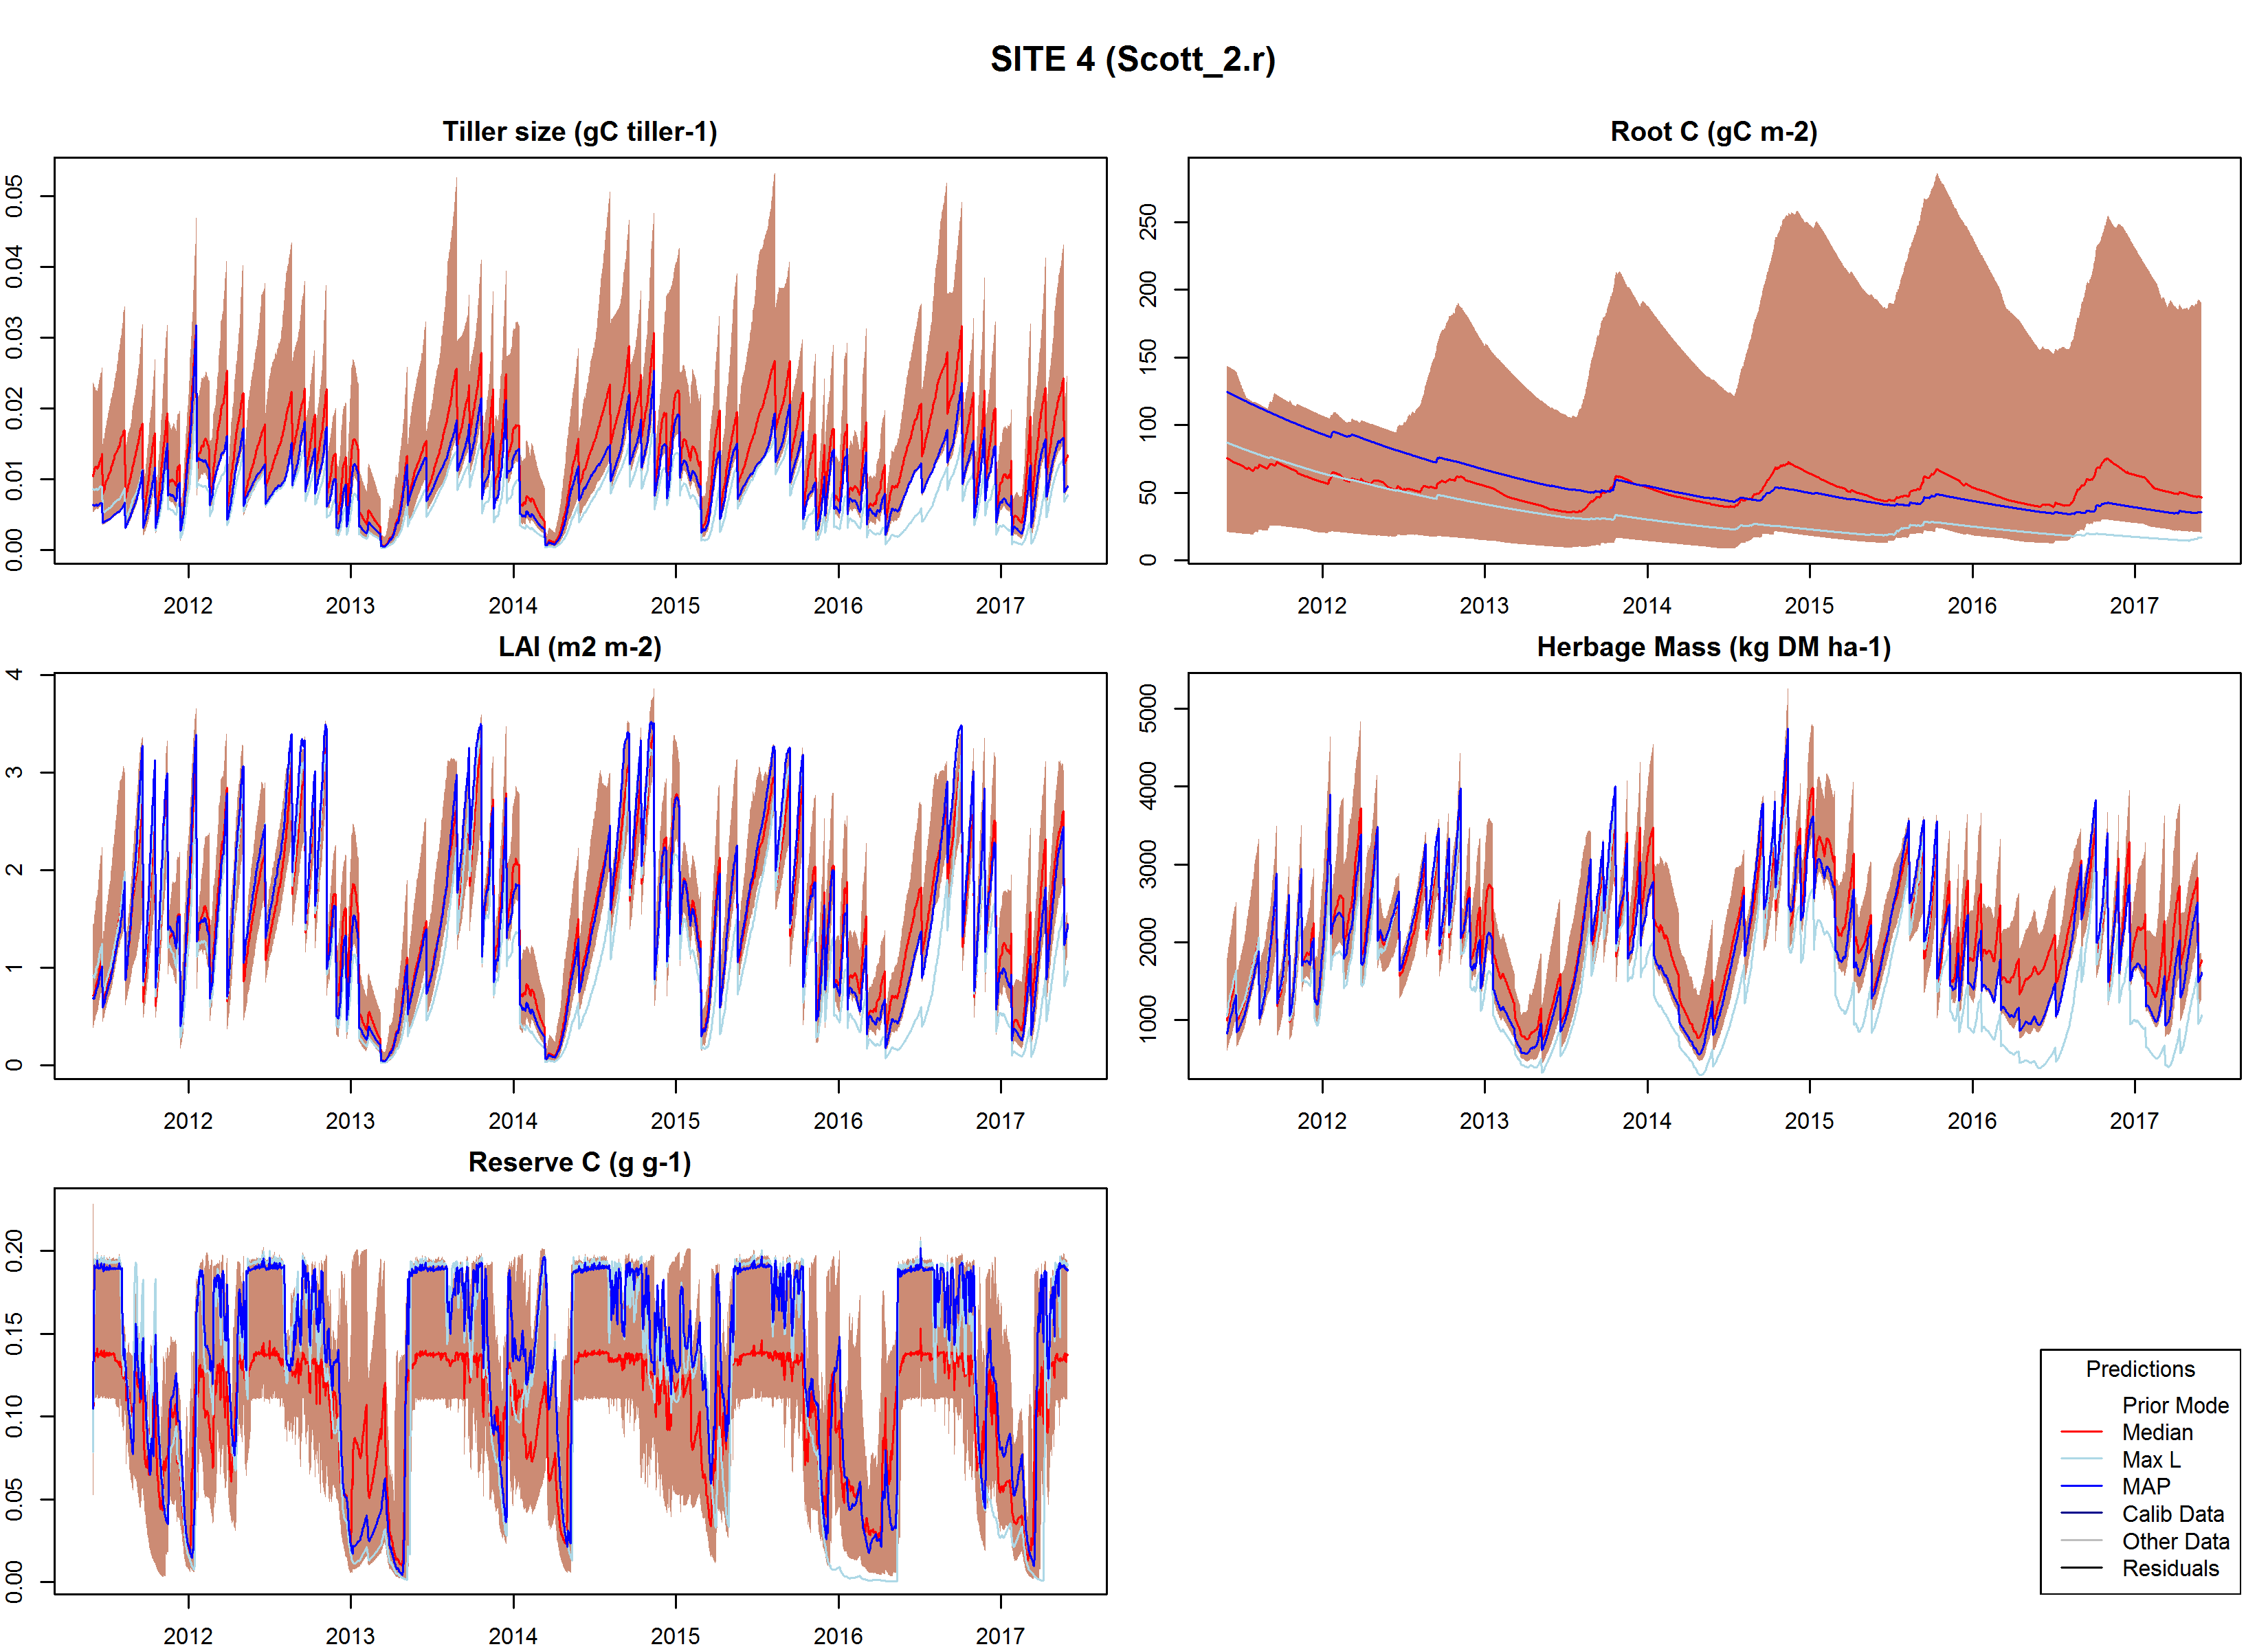 SITE 4 (Scott_2.r)
Tiller size (gC tiller-1)
0.05
0.04
0.03
0.02
0.01
0.00
2012 2013 2014 2015 2016 2017
Root C (gC m-2)
250
200
150
100
50
0
2012 2013 2014 2015 2016 2017
LAI (m2 m-2)
4
3
2
1
0
2012 2013 2014 2015 2016 2017
Herbage Mass (kg DM ha-1)
5000
4000
3000
2000
1000
2012 2013 2014 2015 2016 2017
Reserve C (g g-1)
0.20
0.15
0.10
0.05
0.00
2012 2013 2014 2015 2016 2017
Predictions
Prior Mode
Median
Max L
MAP
Calib Data
Other Data
Residuals